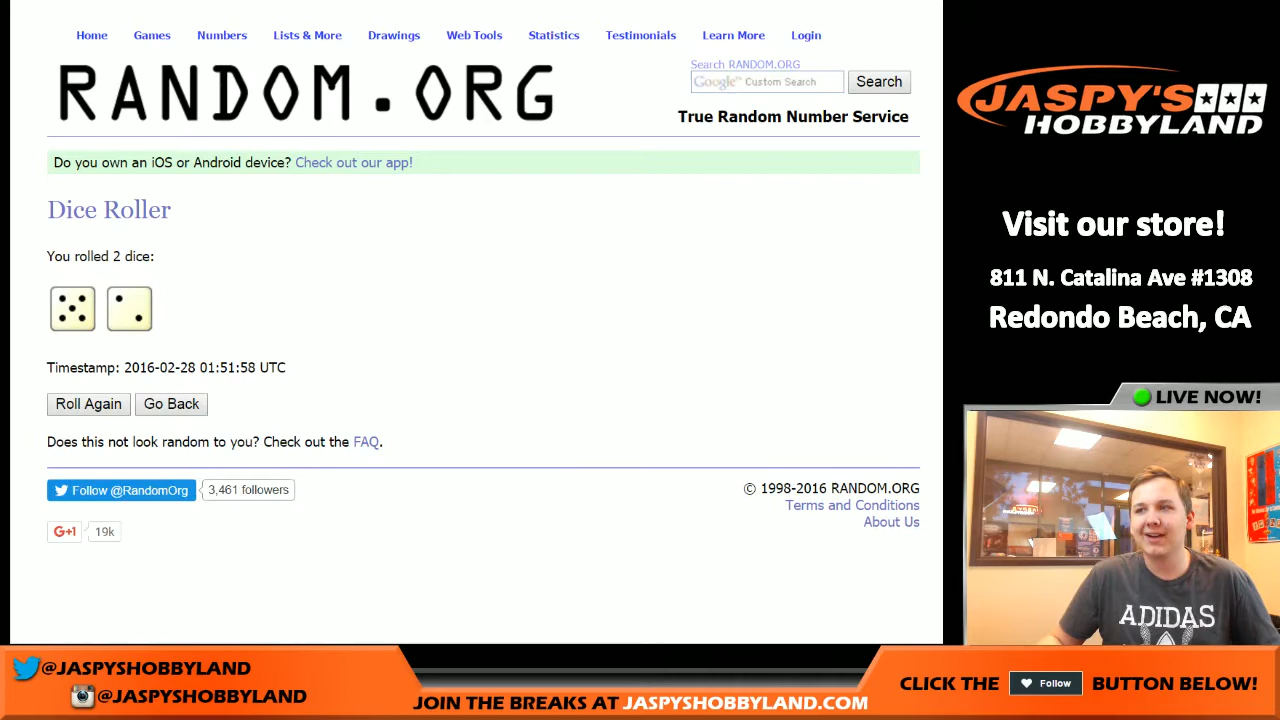 Home Games Numbers Lists & More Drawings Web Tools Statistics Testimonials Learn More Login
RANDOM.ORG
Search RANDOM.ORG
Google™ Custom Search
Search
True Random Number Service
Do you own an iOS or Android device? Check out our app!
Dice Roller
You rolled 2 dice:
Timestamp: 2016-02-28 01:51:58 UTC
Roll Again Go Back
Does this not look random to you? Check out the FAQ.
Follow @RandomOrg 3,461 followers
G+1 19k
© 1998-2016 RANDOM.ORG
Terms and Conditions
About Us
JASPY'S
HOBBYLAND
Visit our store!
811 N. Catalina Ave #1308
Redondo Beach, CA
LIVE NOW!
ADIDAS
@JASPYSHOBBYLAND
@JASPYSHOBBYLAND
JOIN THE BREAKS AT JASPYSHOBBYLAND.COM
CLICK THE Follow BUTTON BELOW!